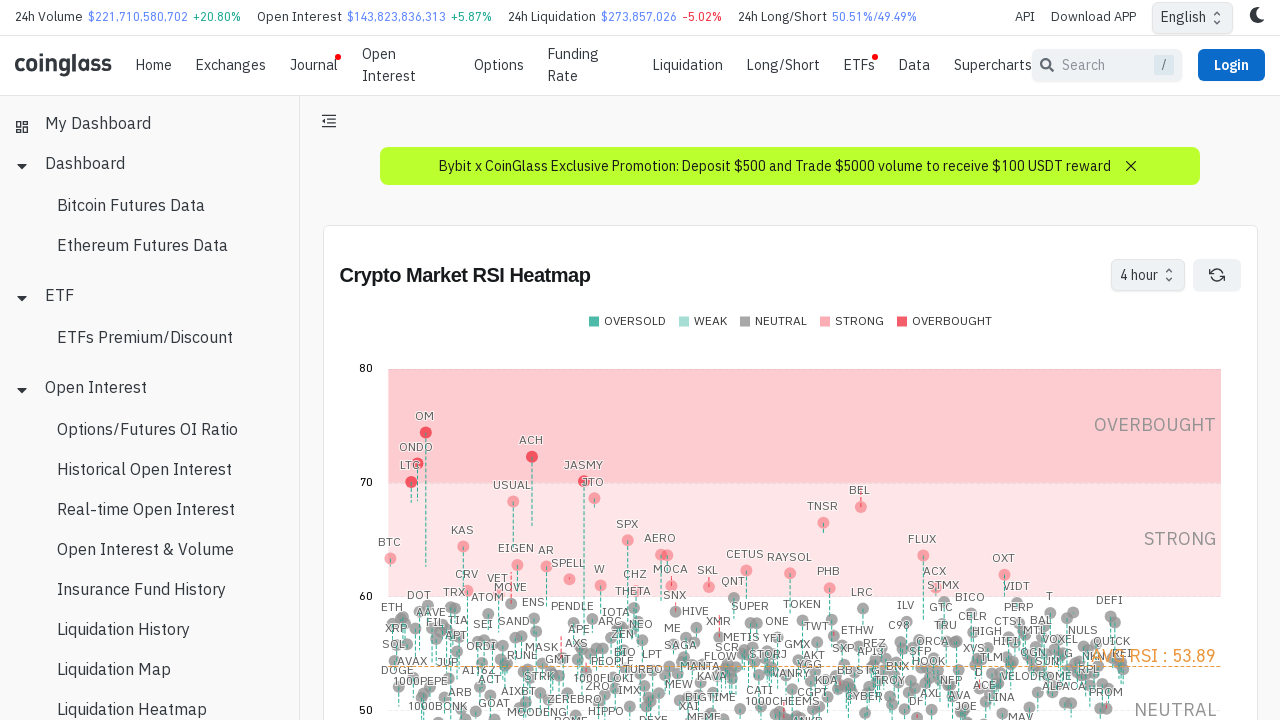 24h Volume $221,710,580,702 +20.80% Open Interest $143,823,836,313 +5.87% 24h Liquidation $273,857,026 -5.02% 24h Long/Short 50.51%/49.49% API Download APP English
coinglass Home Exchanges Journal Open Interest Options Funding Rate Liquidation Long/Short ETFs Data Supercharts Search / Login
My Dashboard
Dashboard
Bitcoin Futures Data
Ethereum Futures Data
ETF
ETFs Premium/Discount
Open Interest
Options/Futures OI Ratio
Historical Open Interest
Real-time Open Interest
Open Interest & Volume
Insurance Fund History
Liquidation History
Liquidation Map
Liquidation Heatmap
Bybit x CoinGlass Exclusive Promotion: Deposit $500 and Trade $5000 volume to receive $100 USDT reward
Crypto Market RSI Heatmap
4 hour
OVERSOLD WEAK NEUTRAL STRONG OVERBOUGHT
80
OM
OVERBOUGHT
ACH
ONDO
LTC JASMY
70
USUAL BEL
TNSR
SPX
KAS
STRONG
BTC AERO FLUX
EIGEN AR
CETUS RAYSOL OXT
SPELL W MOCA SKL PHB ACX
CRV CHZ
VET QNT
MOVE STMX VIDT
DOT TRX ATOM THETA SNX LRC
60
ENS BICO T DEFI
ETH PENDLE SUPER TOKEN ILV GTC PERP
AAVE IOTA HIVE CELR
FIL TIA SEI SAND ARC NEO XMR ONE CTSI BAL
XRP APE ME TWT C98 TRU
APT ZEN METIS YFI ETHW HIGH MTL NULS
SQL ORDI MASK AXS SAGA SCR GMX SXP REZ ORCA HIFI VOXEL QUICK
RUNE BIO FLOW STORJ AKT XVS
AVAX JUP GMT PEOPLE HOOK TLM SUN
AVG RSI : 53.89
DOGE AI16Z TURBO MANTA YGG BNX
1000PEPE ACT STRK 1000FLOKI KAVA VANRY KDA TROY NFP VELODROME
ARB AIXBT ZRO IMX MEW CATI CGPT AXL AVA ACE ALPACA PROM
1000BONK GOAT ZEREBRO BIGTIME 1000CHEEMS LINA
MOODENG HIPPO XAI JOE
50 NEUTRAL
MEME MAV